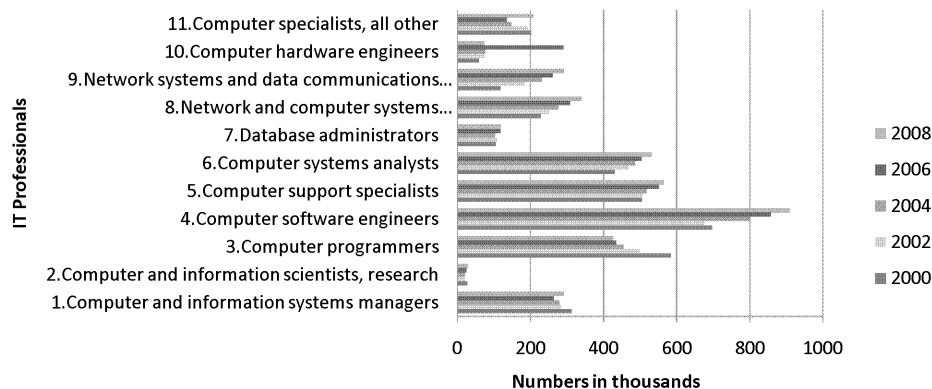 11.Computer specialists, all other
10.Computer hardware engineers
9.Network systems and data communications...
8.Network and computer systems...
7.Database administrators
6.Computer systems analysts
5.Computer support specialists
4.Computer software engineers
3.Computer programmers
2.Computer and information scientists, research
1.Computer and information systems managers
IT Professionals
0 200 400 600 800 1000
Numbers in thousands
2008
2006
2004
2002
2000